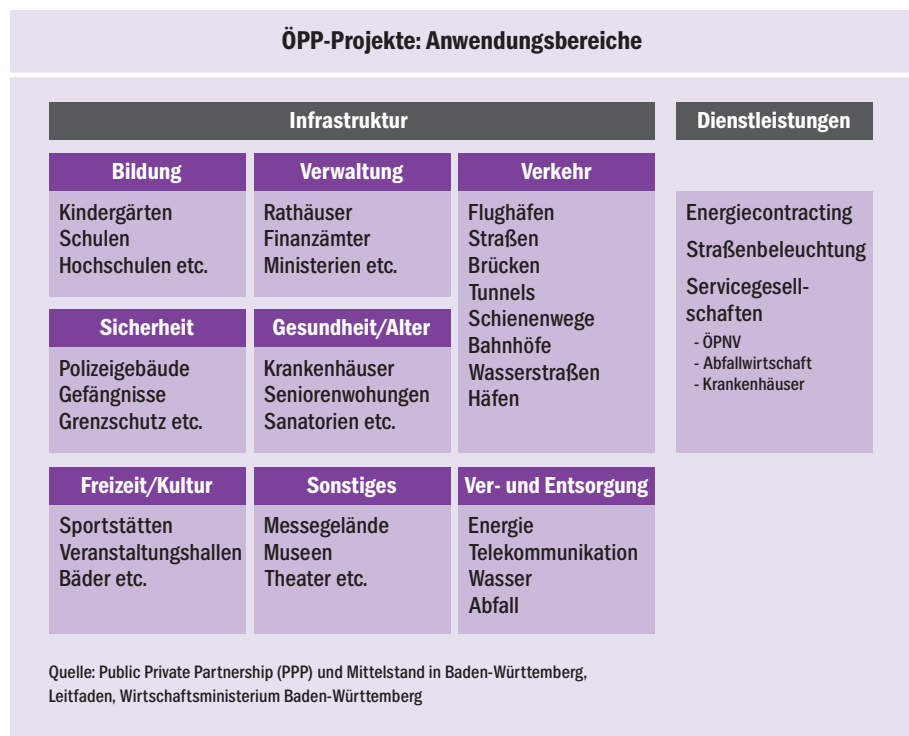 ÖPP-Projekte: Anwendungsbereiche
Infrastruktur
Bildung
Kindergärten
Schulen
Hochschulen etc.
Verwaltung
Rathäuser
Finanzämter
Ministerien etc.
Verkehr
Flughäfen
Straßen
Brücken
Tunnels
Schienenwege
Bahnhöfe
Wasserstraßen
Häfen
Sicherheit
Polizeigebäude
Gefängnisse
Grenzschutz etc.
Gesundheit/Alter
Krankenhäuser
Seniorenwohungen
Sanatorien etc.
Freizeit/Kultur
Sportstätten
Veranstaltungshallen
Bäder etc.
Sonstiges
Messegelände
Museen
Theater etc.
Ver- und Entsorgung
Energie
Telekommunikation
Wasser
Abfall
Dienstleistungen
Energiecontracting
Straßenbeleuchtung
Servicegesell-
schaften
- ÖPNV
- Abfallwirtschaft
- Krankenhäuser
Quelle: Public Private Partnership (PPP) und Mittelstand in Baden-Württemberg,
Leitfaden, Wirtschaftsministerium Baden-Württemberg